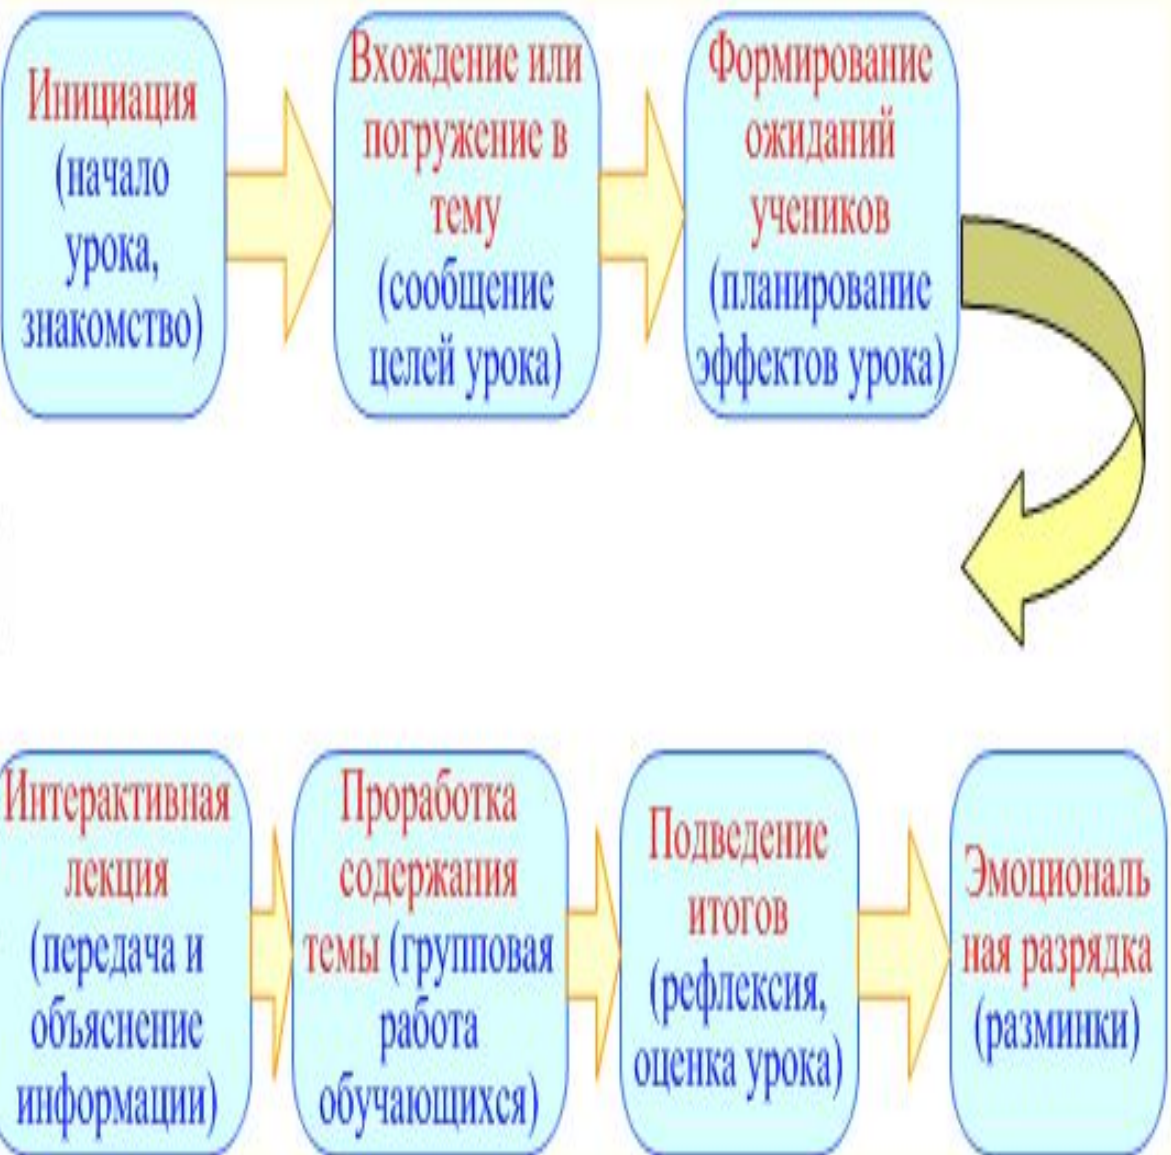 Инициация
(начало
урока,
знакомство)
Вхождение или
погружение в
тему
(сообщение
целей урока)
Формирование
ожиданий
учеников
(планирование
эффектов урока)
Интерактивная
лекция
(передача и
объяснение
информации)
Проработка
содержания
темы (групповая
работа
обучающихся)
Подведение
итогов
(рефлексия,
оценка урока)
Эмоциональ
ная разрядка
(разминки)